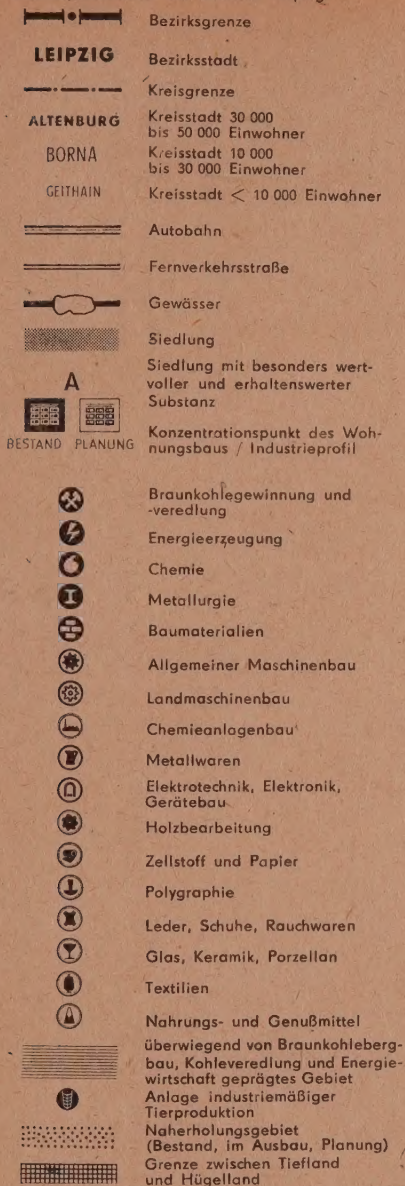 Bezirksgrenze
LEIPZIG Bezirksstadt
Kreisgrenze
ALTENBURG Kreisstadt 30 000
bis 50 000 Einwohner
BORNA Kreisstadt 10 000
bis 30 000 Einwohner
GEITHAIN Kreisstadt < 10 000 Einwohner
Autobahn
Fernverkehrsstraße
Gewässer
Siedlung
A Siedlung mit besonders wert-
voller und erhaltenswerter
Substanz
BESTAND PLANUNG Konzentrationspunkt des Woh-
nungsbaus / Industrieprofil
Braunkohlegewinnung und
-veredlung
Energieerzeugung
Chemie
Metallurgie
Baumaterialien
Allgemeiner Maschinenbau
Landmaschinenbau
Chemieanlagenbau
Metallwaren
Elektrotechnik, Elektronik,
Gerätebau
Holzbearbeitung
Zellstoff und Papier
Polygraphie
Leder, Schuhe, Rauchwaren
Glas, Keramik, Porzellan
Textilien
Nahrungs- und Genußmittel
überwiegend von Braunkohleberg-
bau, Kohleveredlung und Energie-
wirtschaft geprägtes Gebiet
Anlage industriemäßiger
Tierproduktion
Naherholungsgebiet
(Bestand, im Ausbau, Planung)
Grenze zwischen Tiefland
und Hügelland